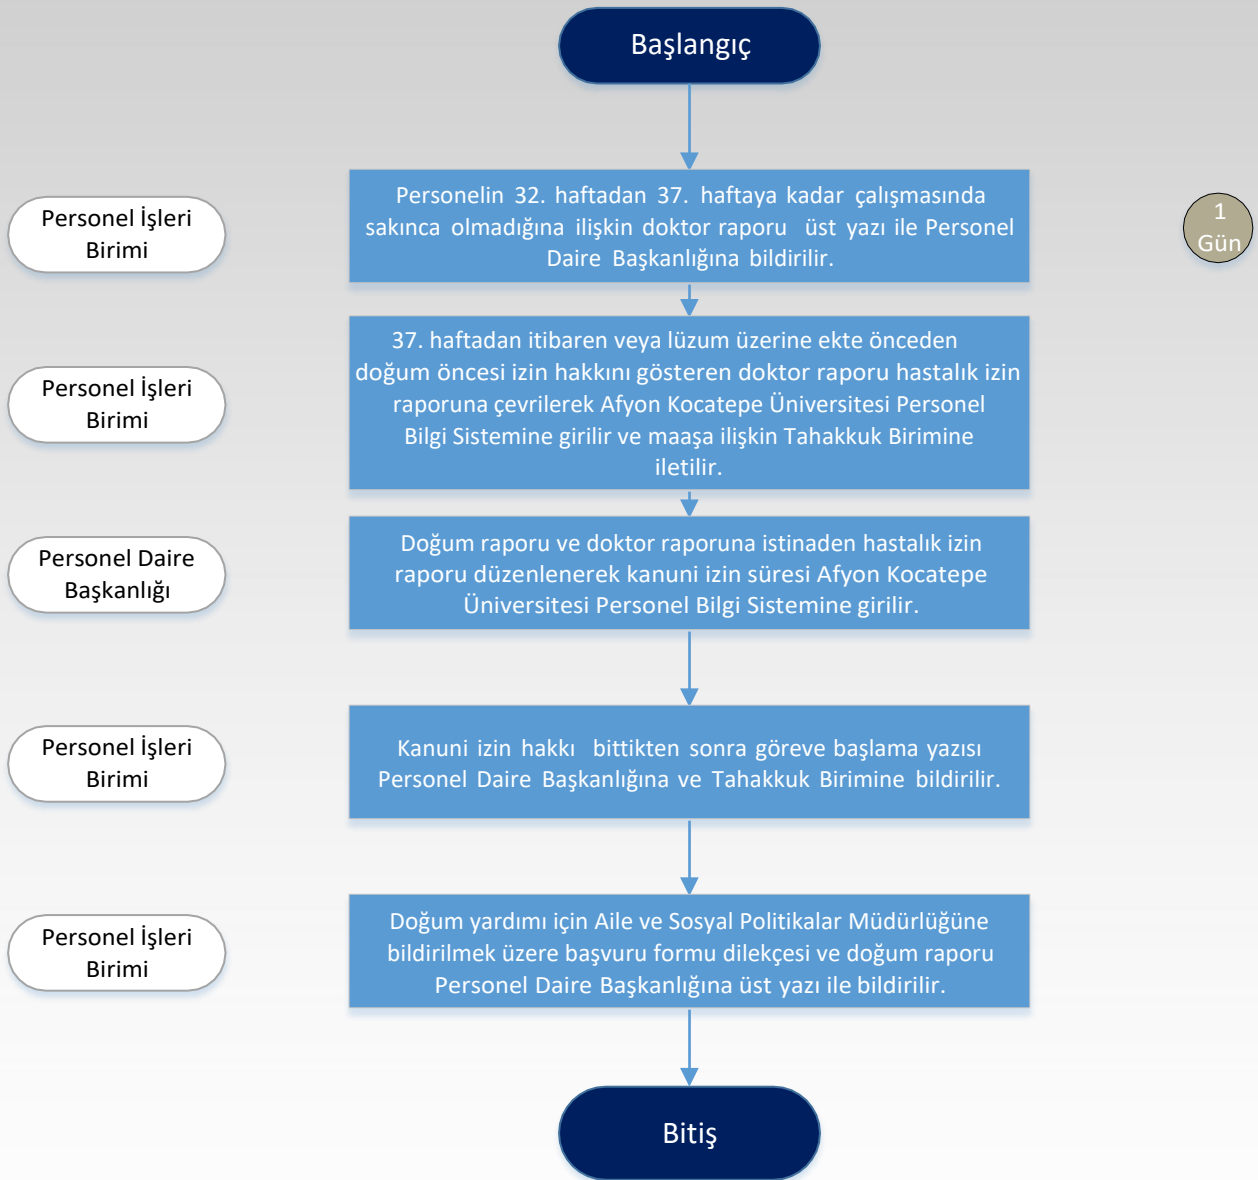 Başlangıç
Personel İşleri
Birimi
Personelin 32. haftadan 37. haftaya kadar çalışmasında
sakınca olmadığına ilişkin doktor raporu üst yazı ile Personel
Daire Başkanlığına bildirilir.
1
Gün
Personel İşleri
Birimi
37. haftadan itibaren veya lüzum üzerine ekte önceden
doğum öncesi izin hakkını gösteren doktor raporu hastalık izin
raporuna çevrilerek Afyon Kocatepe Üniversitesi Personel
Bilgi Sistemine girilir ve maaşa ilişkin Tahakkuk Birimine
iletilir.
Personel Daire
Başkanlığı
Doğum raporu ve doktor raporuna istinaden hastalık izin
raporu düzenlenerek kanuni izin süresi Afyon Kocatepe
Üniversitesi Personel Bilgi Sistemine girilir.
Personel İşleri
Birimi
Kanuni izin hakkı bittikten sonra göreve başlama yazısı
Personel Daire Başkanlığına ve Tahakkuk Birimine bildirilir.
Personel İşleri
Birimi
Doğum yardımı için Aile ve Sosyal Politikalar Müdürlüğüne
bildirilmek üzere başvuru formu dilekçesi ve doğum raporu
Personel Daire Başkanlığına üst yazı ile bildirilir.
Bitiş